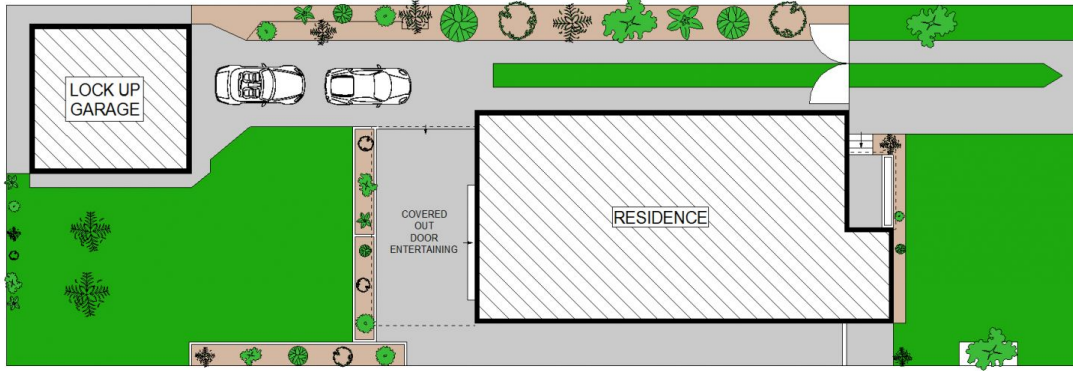 LOCK UP
GARAGE
COVERED
OUT
DOOR
ENTERTAINING
RESIDENCE